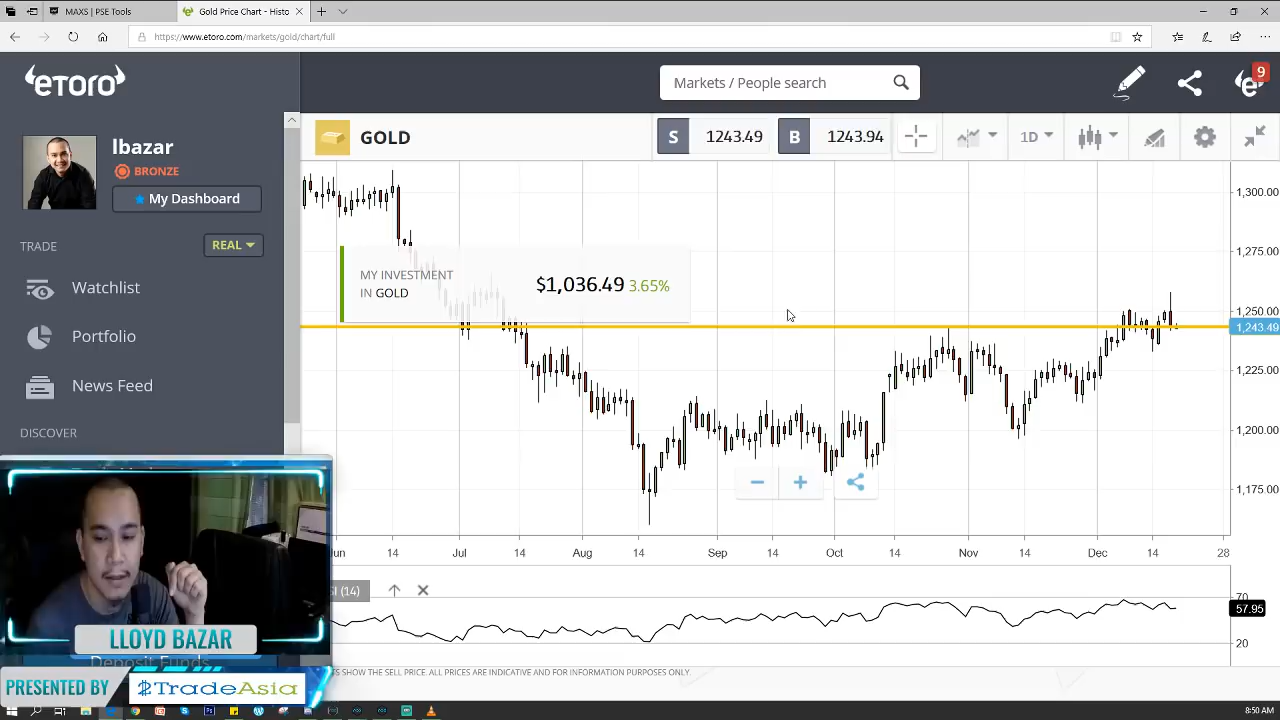 MAXS | PSE Tools
Gold Price Chart - Histo
https://www.etoro.com/markets/gold/chart/full
eToro
Markets / People search
9
lbazar
BRONZE
My Dashboard
TRADE
REAL
Watchlist
Portfolio
News Feed
DISCOVER
GOLD
S 1243.49
B 1243.94
1D
MY INVESTMENT
IN GOLD
$1,036.49 3.65%
1,300.00
1,275.00
1,250.00
1,243.49
1,225.00
1,200.00
1,175.00
Jun 14 Jul 14 Aug 14 Sep 14 Oct 14 Nov 14 Dec 14 28
(14)
70
57.95
20
LLOYD BAZAR
Deposit Funds
PRESENTED BY
$TradeAsia
SHOW THE SELL PRICE. ALL PRICES ARE INDICATIVE AND FOR INFORMATION PURPOSES ONLY.
8:50 AM